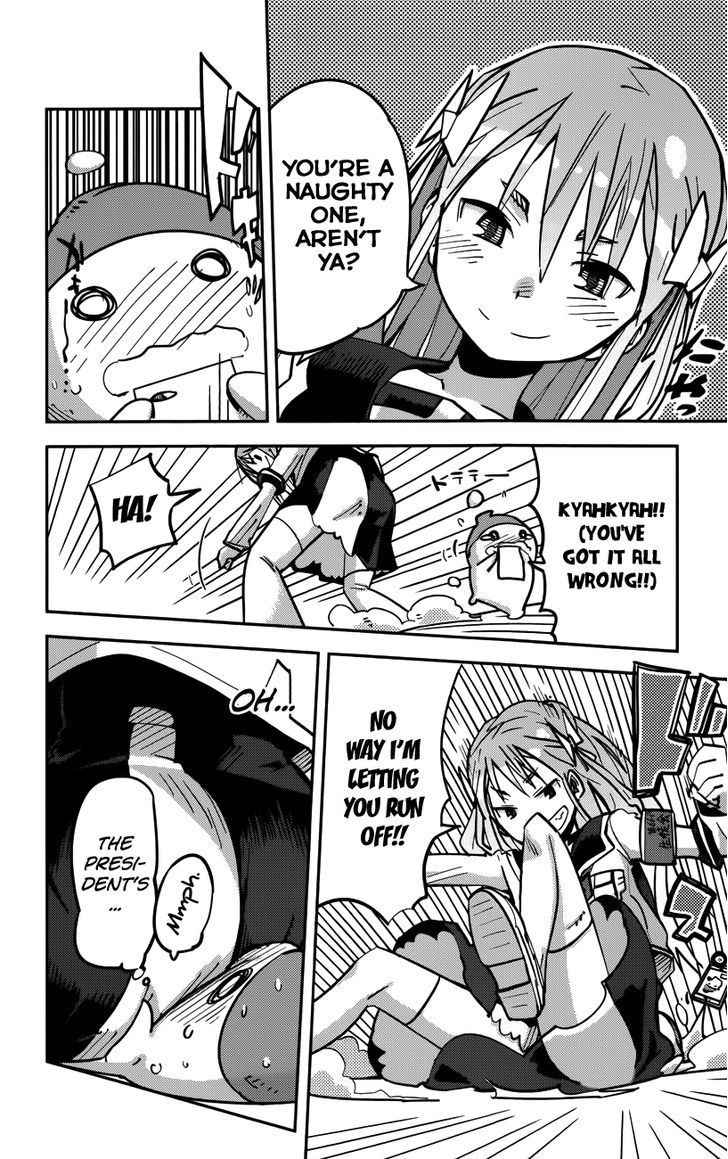 YOU'RE A
NAUGHTY
ONE,
AREN'T
YA?
KYAHKYAH!!
(YOU'VE
GOT IT ALL
WRONG!!)
ドテテー
HA!
NO
WAY I'M
LETTING
YOU RUN
OFF!!
OH...
THE
PRESI-
DENT'S
...
Mmph.